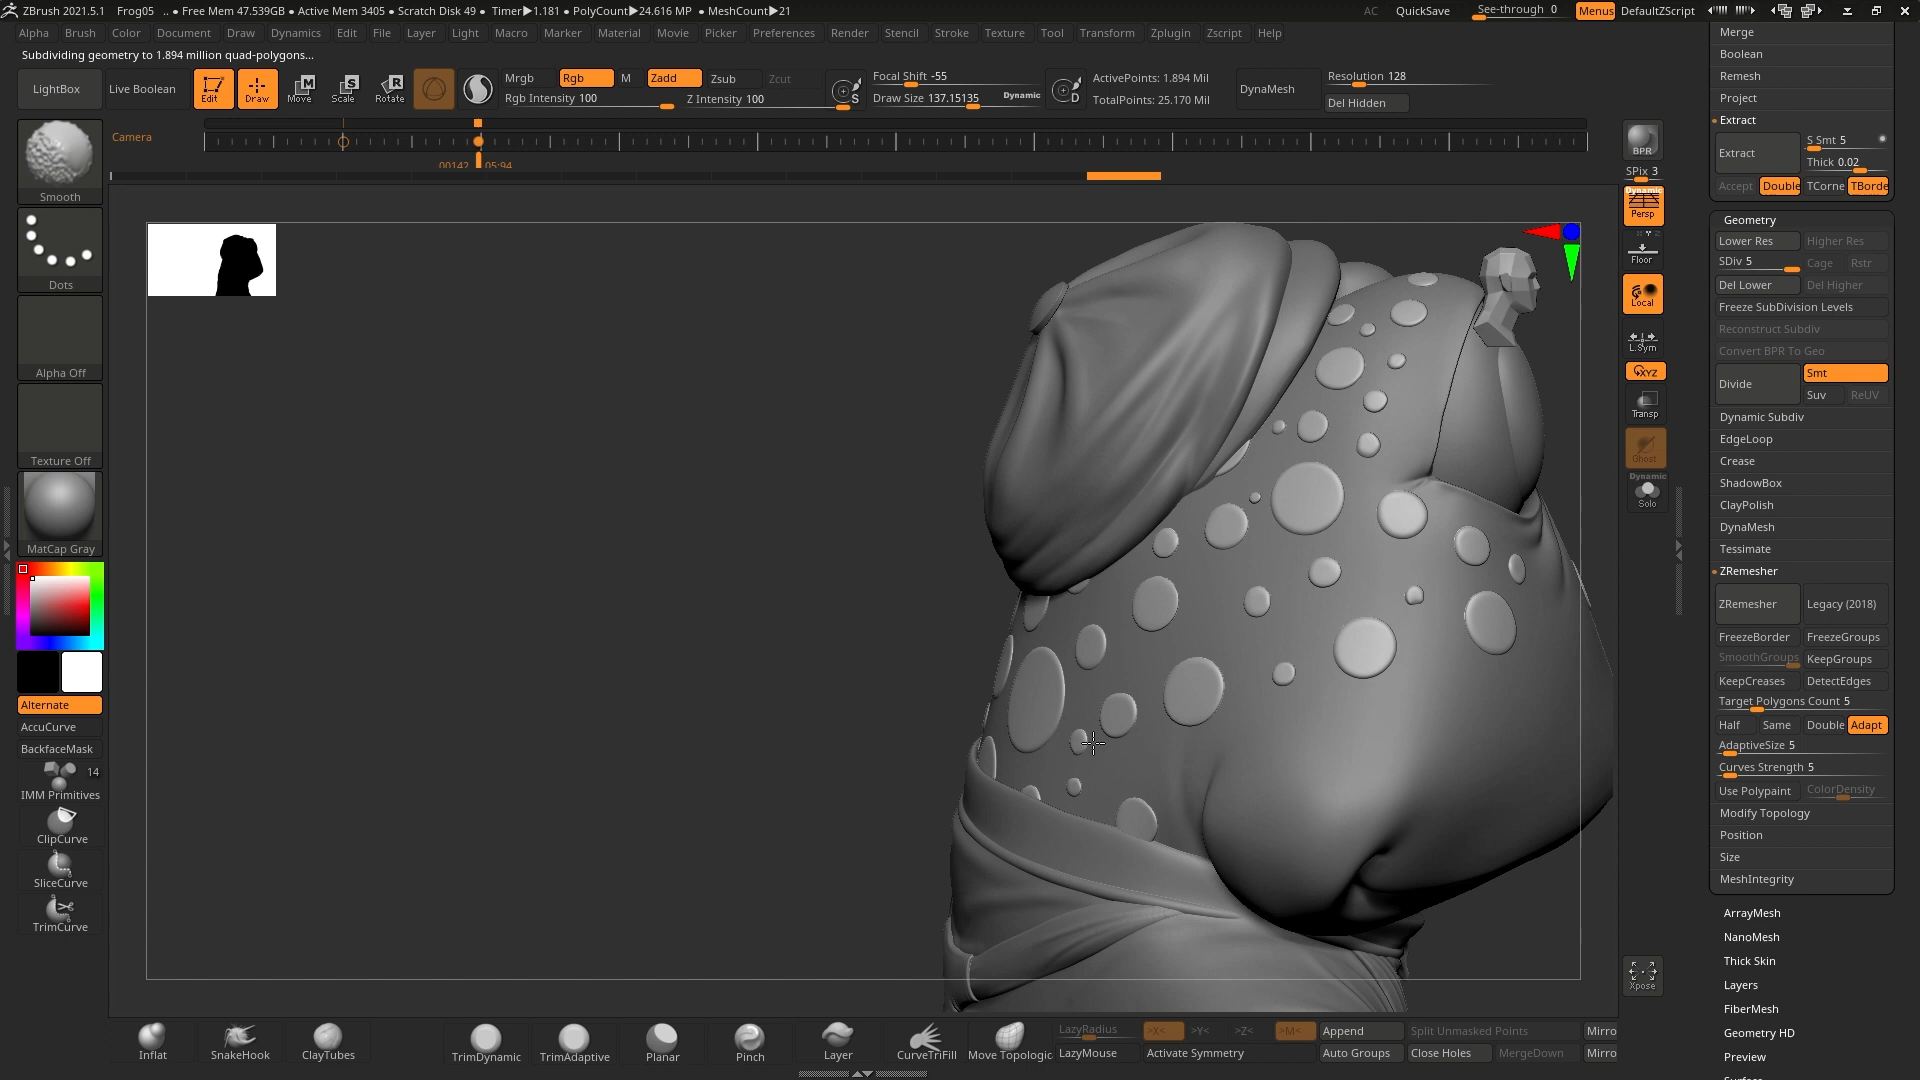 ZBrush 2021.5.1 Frog05 .. • Free Mem 47.539GB • Active Mem 3405 • Scratch Disk 49 • Timer▶1.181 • PolyCount▶24.616 MP • MeshCount▶21 AC QuickSave See-through 0 Menus DefaultZScript
Alpha Brush Color Document Draw Dynamics Edit File Layer Light Macro Marker Material Movie Picker Preferences Render Stencil Stroke Texture Tool Transform Zplugin Zscript Help
Subdividing geometry to 1.894 million quad-polygons...
LightBox
Live Boolean
Edit
Draw
Move
Scale
Rotate
Mrgb Rgb M Zadd Zsub Zcut
Rgb Intensity 100 Z Intensity 100
S
Focal Shift -55
Draw Size 137.15135 Dynamic
D
ActivePoints: 1.894 Mil
TotalPoints: 25.170 Mil
DynaMesh
Resolution 128
Del Hidden
Camera
00142 05:94
Smooth
Dots
Alpha Off
Texture Off
MatCap Gray
Alternate
AccuCurve
BackfaceMask
14
IMM Primitives
ClipCurve
SliceCurve
TrimCurve
BPR
SPix 3
Dynamic
Persp
Floor
Local
L.Sym
XYZ
Transp
Ghost
Dynamic
Solo
Xpose
Merge
Boolean
Remesh
Project
Extract
Extract
S Smt 5
Thick 0.02
Accept Double TCorne TBorde
Geometry
Lower Res Higher Res
SDiv 5 Cage Rstr
Del Lower Del Higher
Freeze SubDivision Levels
Reconstruct Subdiv
Convert BPR To Geo
Divide
Smt
Suv ReUV
Dynamic Subdiv
EdgeLoop
Crease
ShadowBox
ClayPolish
DynaMesh
Tessimate
ZRemesher
ZRemesher Legacy (2018)
FreezeBorder FreezeGroups
SmoothGroups KeepGroups
KeepCreases DetectEdges
Target Polygons Count 5
Half Same Double Adapt
AdaptiveSize 5
Curves Strength 5
Use Polypaint ColorDensity
Modify Topology
Position
Size
MeshIntegrity
ArrayMesh
NanoMesh
Thick Skin
Layers
FiberMesh
Geometry HD
Preview
Inflat
SnakeHook
ClayTubes
TrimDynamic
TrimAdaptive
Planar
Pinch
Layer
CurveTriFill
Move Topologic
LazyRadius >X< >Y< >Z< >M< Append Split Unmasked Points Mirro
LazyMouse Activate Symmetry Auto Groups Close Holes MergeDown Mirro